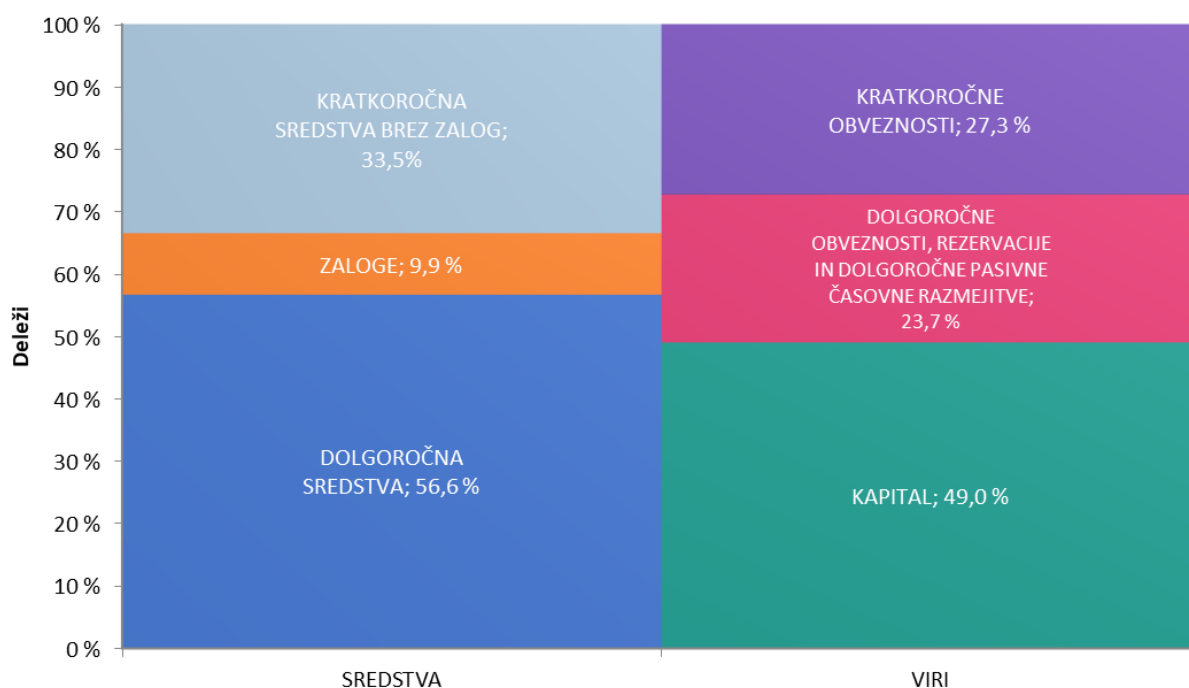 100 %
90 %
80 %
70 %
60 %
50 %
40 %
30 %
20 %
10 %
0 %
Deleži
KRATKOROČNA
SREDSTVA BREZ ZALOG;
33,5%
ZALOGE; 9,9 %
DOLGOROČNA
SREDSTVA; 56,6 %
KRATKOROČNE
OBVEZNOSTI; 27,3 %
DOLGOROČNE
OBVEZNOSTI, REZERVACIJE
IN DOLGOROČNE PASIVNE
ČASOVNE RAZMEJITVE;
23,7 %
KAPITAL; 49,0 %
SREDSTVA
VIRI